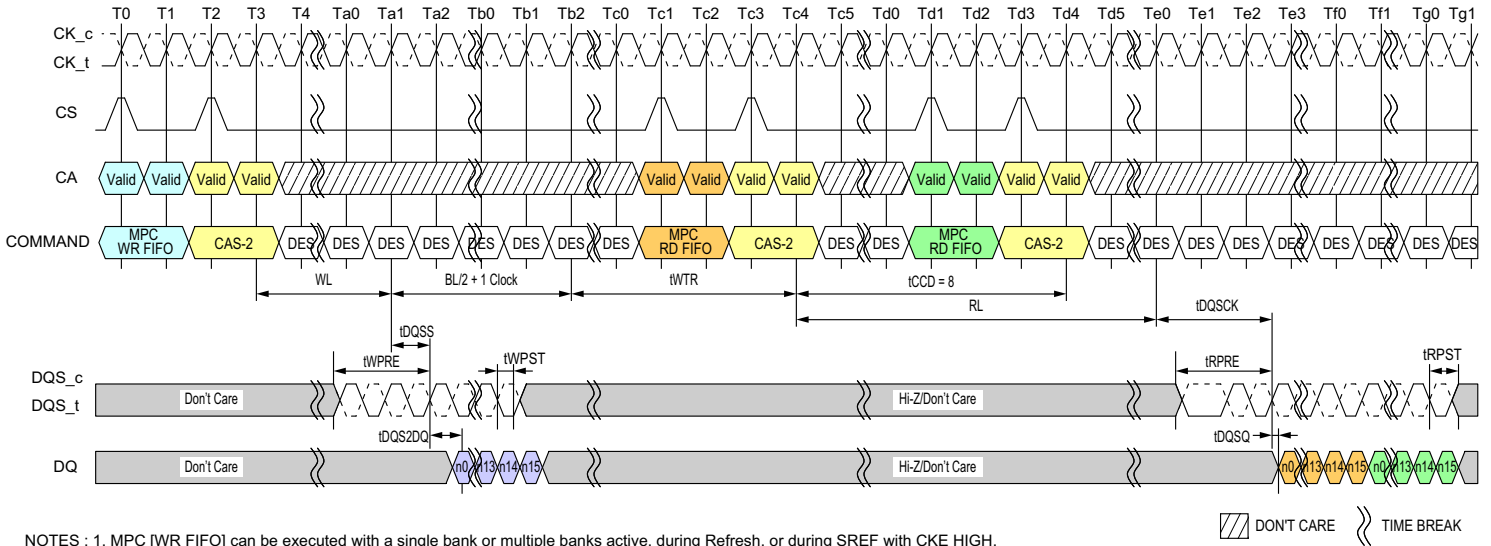 T0 T1 T2 T3 T4 Ta0 Ta1 Ta2 Tb0 Tb1 Tb2 Tc0 Tc1 Tc2 Tc3 Tc4 Tc5 Td0 Td1 Td2 Td3 Td4 Td5 Te0 Te1 Te2 Te3 Tf0 Tf1 Tg0 Tg1
CK_c
CK_t
CS
CA Valid Valid Valid Valid Valid Valid Valid Valid Valid Valid Valid Valid
COMMAND MPC WR FIFO CAS-2 DES DES DES DES DES DES DES DES MPC RD FIFO CAS-2 DES DES MPC RD FIFO CAS-2 DES DES DES DES DES DES DES DES DES
WL BL/2 + 1 Clock tWTR tCCD = 8
RL tDQSCK
tDQSS
tWPRE tWPST tRPRE tRPST
DQS_c
DQS_t Don't Care Hi-Z/Don't Care
tDQS2DQ tDQSQ
DQ Don't Care n0 n13 n14 n15 Hi-Z/Don't Care n0 n13 n14 n15 n0 n13 n14 n15
DON'T CARE TIME BREAK
NOTES : 1. MPC [WR FIFO] can be executed with a single bank or multiple banks active, during Refresh, or during SREF with CKE HIGH.